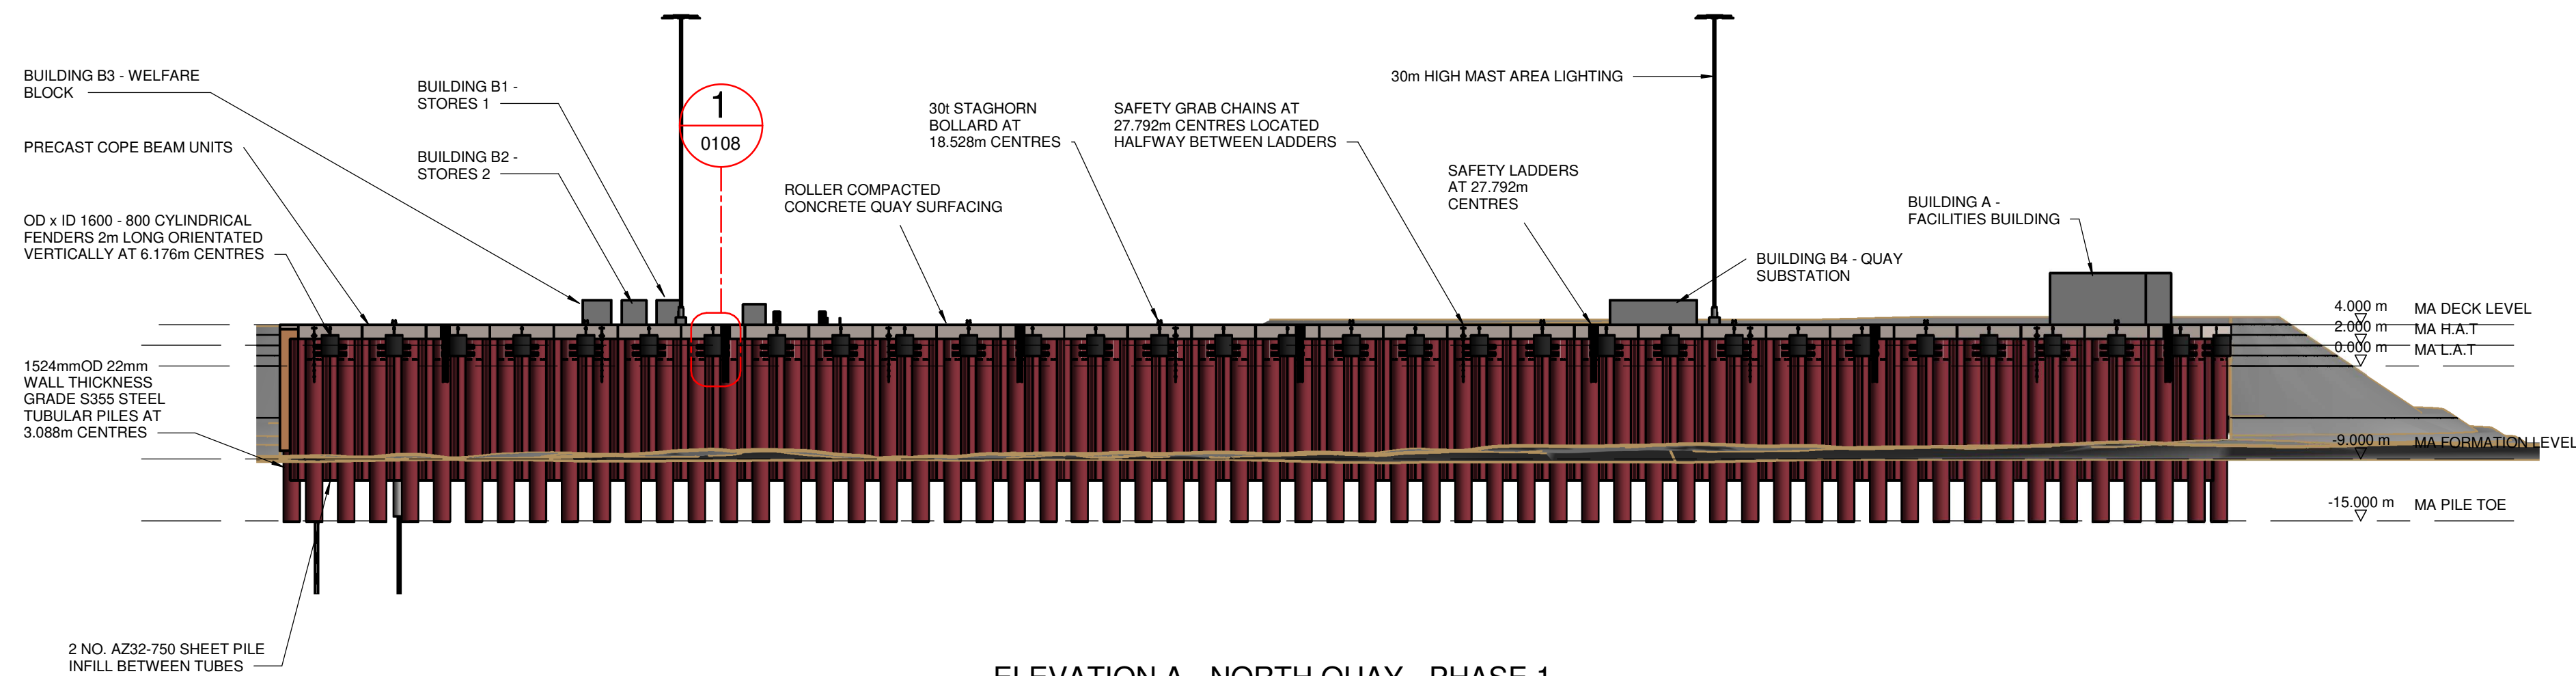 BUILDING B3 - WELFARE
BLOCK
PRECAST COPE BEAM UNITS
OD x ID 1600 - 800 CYLINDRICAL
FENDERS 2m LONG ORIENTATED
VERTICALLY AT 6.176m CENTRES
1524mmOD 22mm
WALL THICKNESS
GRADE S355 STEEL
TUBULAR PILES AT
3.088m CENTRES
2 NO. AZ32-750 SHEET PILE
INFILL BETWEEN TUBES
BUILDING B1 -
STORES 1
BUILDING B2 -
STORES 2
1
0108
ROLLER COMPACTED
CONCRETE QUAY SURFACING
30t STAGHORN
BOLLARD AT
18.528m CENTRES
SAFETY GRAB CHAINS AT
27.792m CENTRES LOCATED
HALFWAY BETWEEN LADDERS
30m HIGH MAST AREA LIGHTING
SAFETY LADDERS
AT 27.792m
CENTRES
BUILDING B4 - QUAY
SUBSTATION
BUILDING A -
FACILITIES BUILDING
4.000 m MA DECK LEVEL
2.000 m MA H.A.T
0.000 m MA L.A.T
-9.000 m MA FORMATION LEVEL
-15.000 m MA PILE TOE
ELEVATION A - NORTH QUAY - PHASE 1